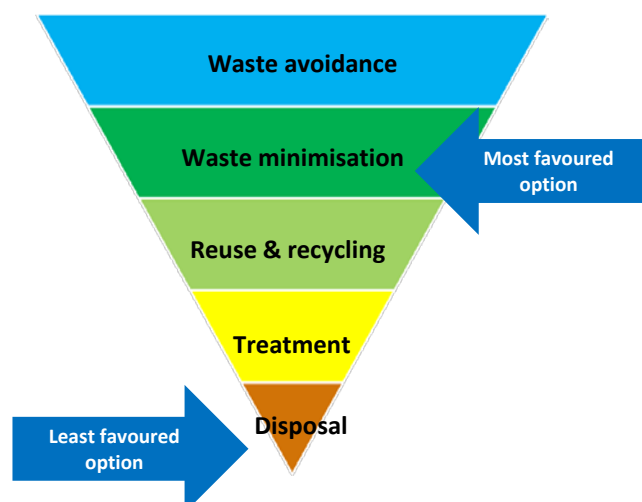 Waste avoidance
Waste minimisation
Most favoured
option
Reuse & recycling
Treatment
Disposal
Least favoured
option